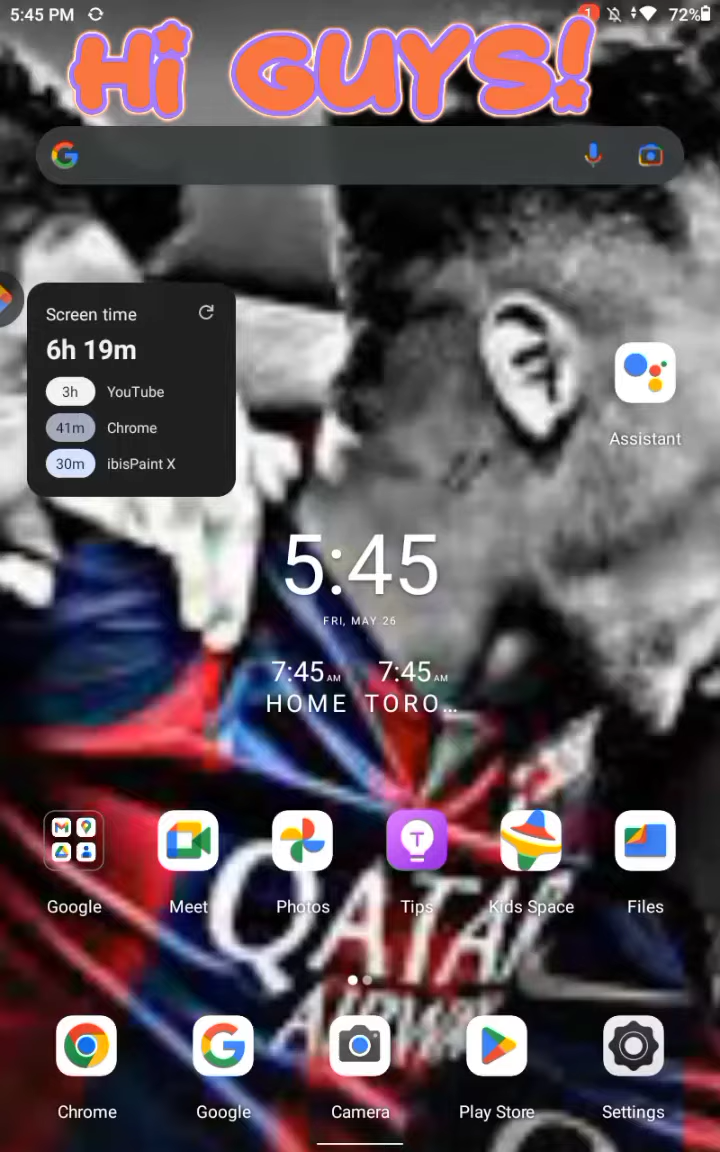 5:45 PM
1
72%
Hi GUYS!
Screen time
6h 19m
3h YouTube
41m Chrome
30m ibisPaint X
Assistant
5:45
FRI, MAY 26
7:45 AM 7:45 AM
HOME TORO...
Google Meet Photos Tips Kids Space Files
QATAR
AIRWAY
Chrome Google Camera Play Store Settings